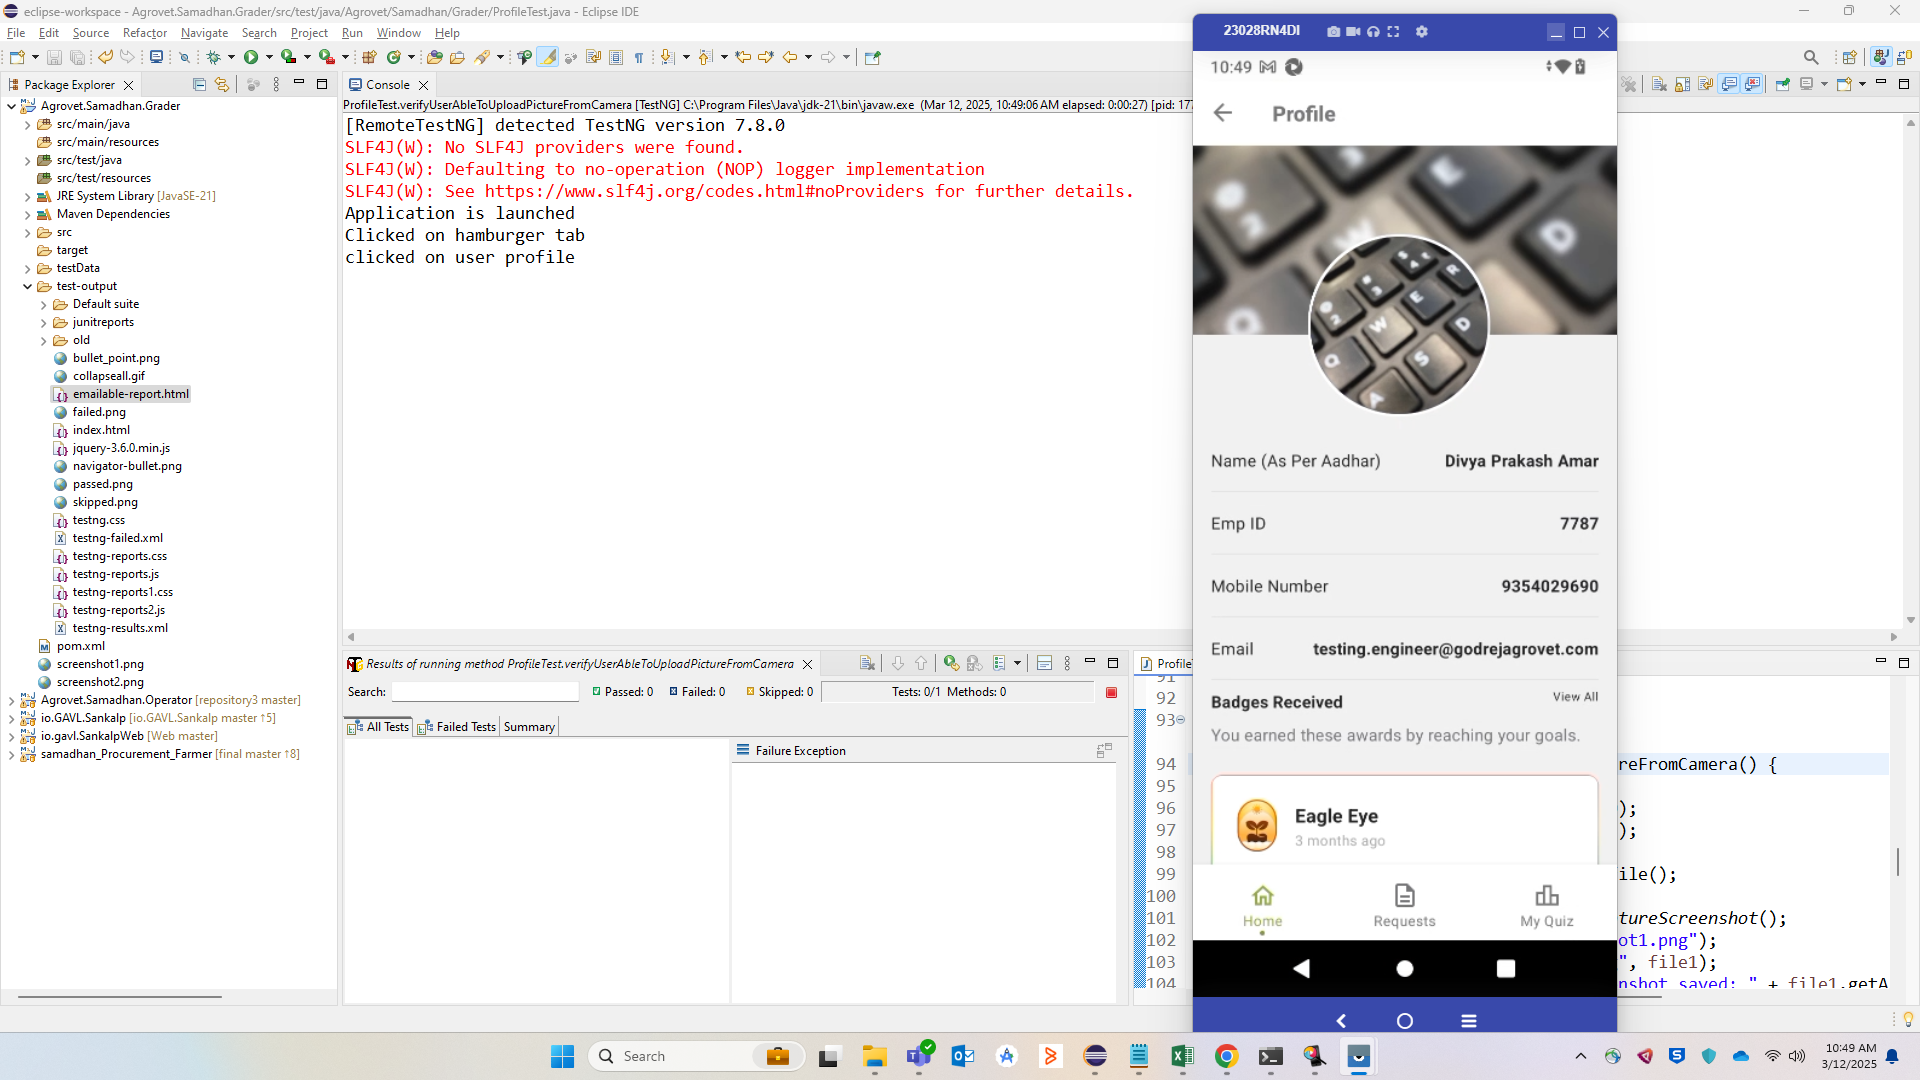 eclipse-workspace - Agrovet.Samadhan.Grader/src/test/java/Agrovet/Samadhan/Grader/ProfileTest.java - Eclipse IDE
File Edit Source Refactor Navigate Search Project Run Window Help
Package Explorer
Agrovet.Samadhan.Grader
src/main/java
src/main/resources
src/test/java
src/test/resources
JRE System Library [JavaSE-21]
Maven Dependencies
src
target
testData
test-output
Default suite
junitreports
old
bullet_point.png
collapseall.gif
emailable-report.html
failed.png
index.html
jquery-3.6.0.min.js
navigator-bullet.png
passed.png
skipped.png
testng.css
testng-failed.xml
testng-reports.css
testng-reports.js
testng-reports1.css
testng-reports2.js
testng-results.xml
pom.xml
screenshot1.png
screenshot2.png
Agrovet.Samadhan.Operator [repository3 master]
io.GAVL.Sankalp [io.GAVL.Sankalp master ↑5]
io.gavl.SankalpWeb [Web master]
samadhan_Procurement_Farmer [final master ↑8]
Console
ProfileTest.verifyUserAbleToUploadPictureFromCamera [TestNG] C:\Program Files\Java\jdk-21\bin\javaw.exe (Mar 12, 2025, 10:49:06 AM elapsed: 0:00:27) [pid: 177
[RemoteTestNG] detected TestNG version 7.8.0
SLF4J(W): No SLF4J providers were found.
SLF4J(W): Defaulting to no-operation (NOP) logger implementation
SLF4J(W): See https://www.slf4j.org/codes.html#noProviders for further details.
Application is launched
Clicked on hamburger tab
clicked on user profile
Results of running method ProfileTest.verifyUserAbleToUploadPictureFromCamera
Search:
Passed: 0 Failed: 0 Skipped: 0 Tests: 0/1 Methods: 0
All Tests Failed Tests Summary
Failure Exception
Profile
91
92
93
94 reFromCamera() {
95
96 );
97 );
98
99 ile();
100
101 tureScreenshot();
102 ot1.png");
103 ", file1);
104 nshot saved: " + file1.getA
23028RN4DI
10:49
Profile
Name (As Per Aadhar) Divya Prakash Amar
Emp ID 7787
Mobile Number 9354029690
Email testing.engineer@godrejagrovet.com
Badges Received View All
You earned these awards by reaching your goals.
Eagle Eye
3 months ago
Home Requests My Quiz
Search
10:49 AM
3/12/2025